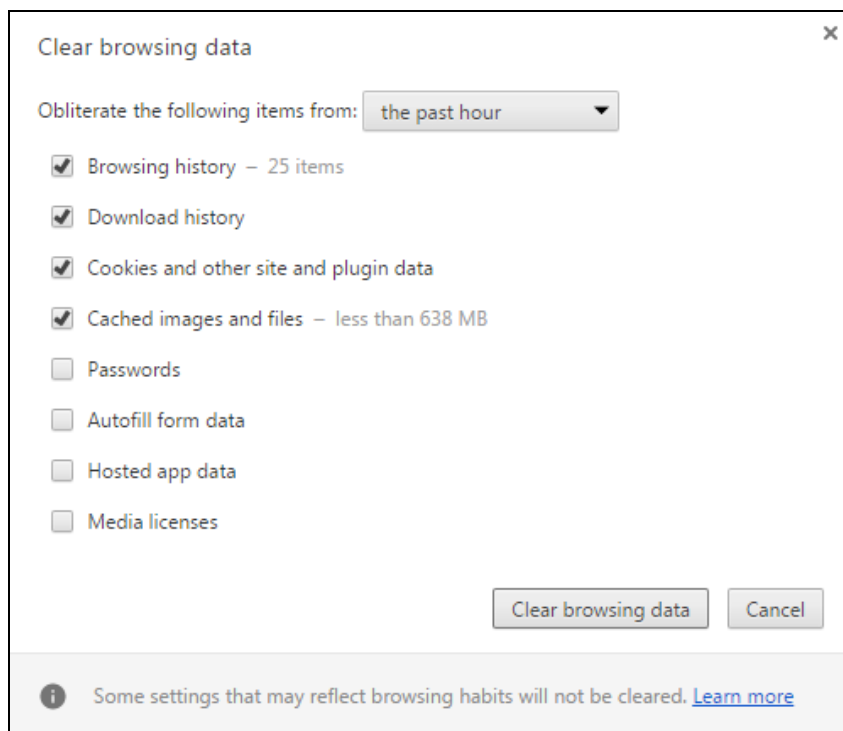 Clear browsing data
Obliterate the following items from: the past hour
Browsing history – 25 items
Download history
Cookies and other site and plugin data
Cached images and files – less than 638 MB
Passwords
Autofill form data
Hosted app data
Media licenses
Clear browsing data Cancel
Some settings that may reflect browsing habits will not be cleared. Learn more